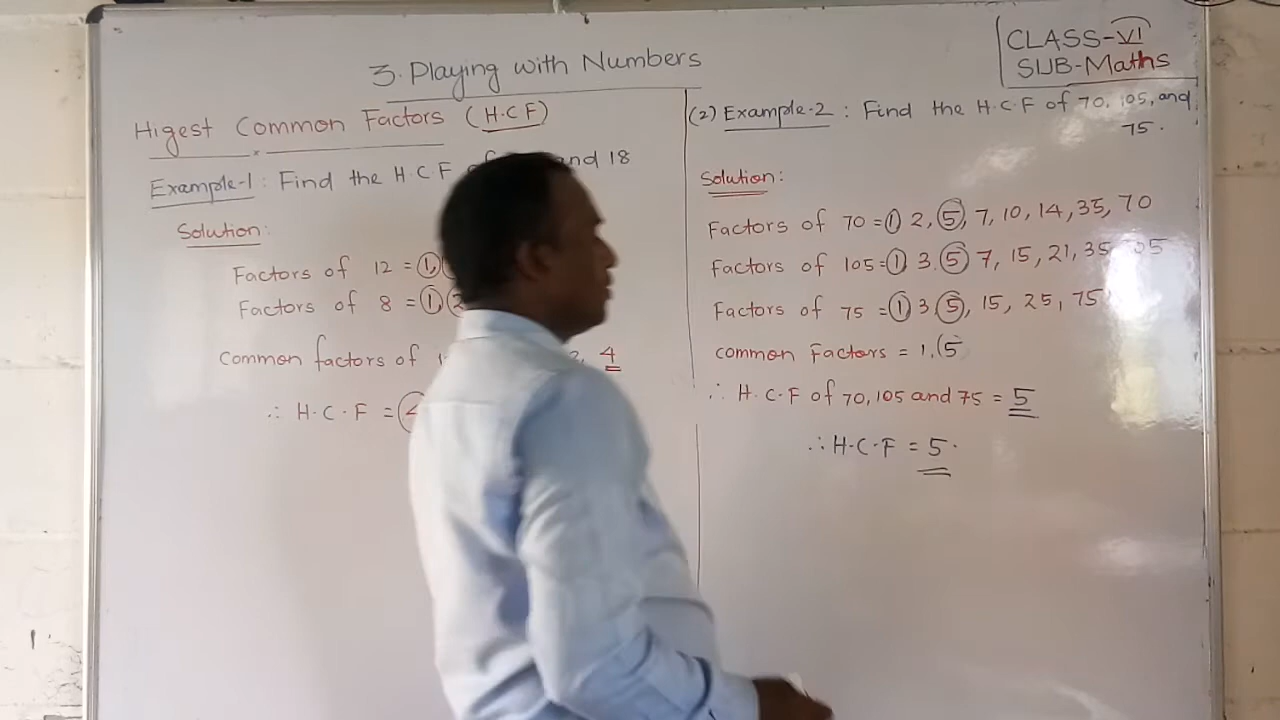 3. Playing with Numbers
CLASS-VI
SUB-Maths
Higest Common Factors (H.C.F)
Example-1: Find the H.C.F and 18
Solution:
Factors of 12 = 1,
Factors of 8 = 1, 2
Common factors of 4
∴ H.C.F = 4
(2) Example-2 : Find the H.C.F of 70, 105, and
75.
Solution:
Factors of 70 = 1 2, 5, 7, 10, 14, 35, 70
Factors of 105 = 1 3 5 7, 15, 21, 35
Factors of 75 = 1 3 5, 15, 25, 75
common Factors = 1, (5
∴ H.C.F of 70, 105 and 75 = 5
∴ H.C.F = 5.